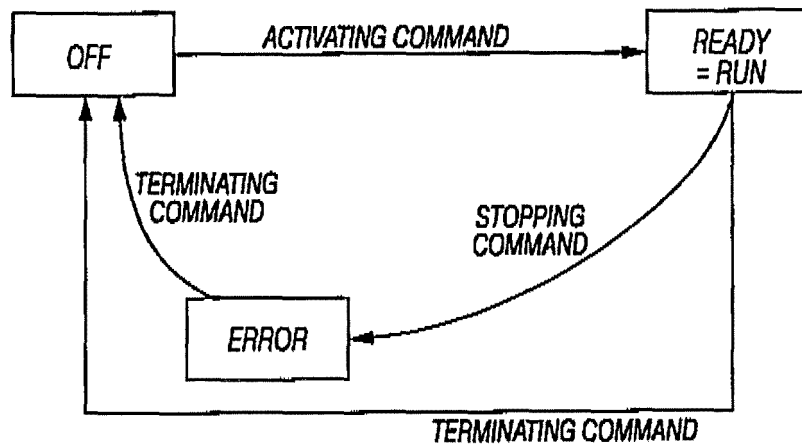 OFF
ACTIVATING COMMAND
READY
= RUN
TERMINATING
COMMAND
STOPPING
COMMAND
ERROR
TERMINATING COMMAND